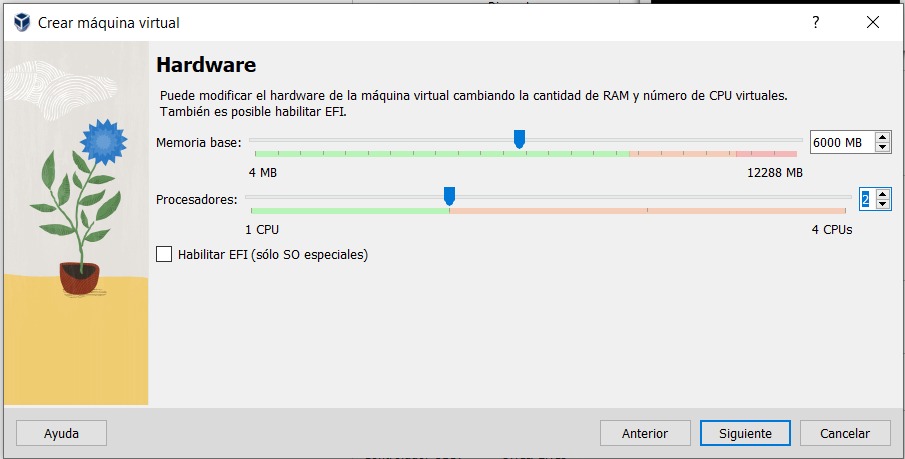 Crear máquina virtual
?
Hardware
Puede modificar el hardware de la máquina virtual cambiando la cantidad de RAM y número de CPU virtuales.
También es posible habilitar EFI.
Memoria base:
6000 MB
4 MB
12288 MB
Procesadores:
2
1 CPU
4 CPUs
Habilitar EFI (sólo SO especiales)
Ayuda
Anterior
Siguiente
Cancelar